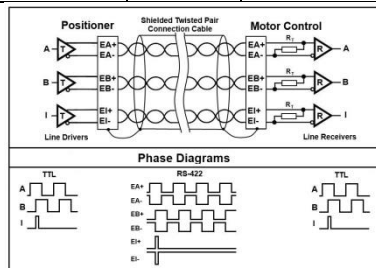 Positioner Shielded Twisted Pair Connection Cable Motor Control
A T EA+ EA- EA+ EA- RT R A
B T EB+ EB- EB+ EB- RT R B
I T EI+ EI- EI+ EI- RT R I
Line Drivers Line Receivers
Phase Diagrams
TTL RS-422 TTL
A EA+ A
B EA- B
I EB+ I
EB-
EI+
EI-